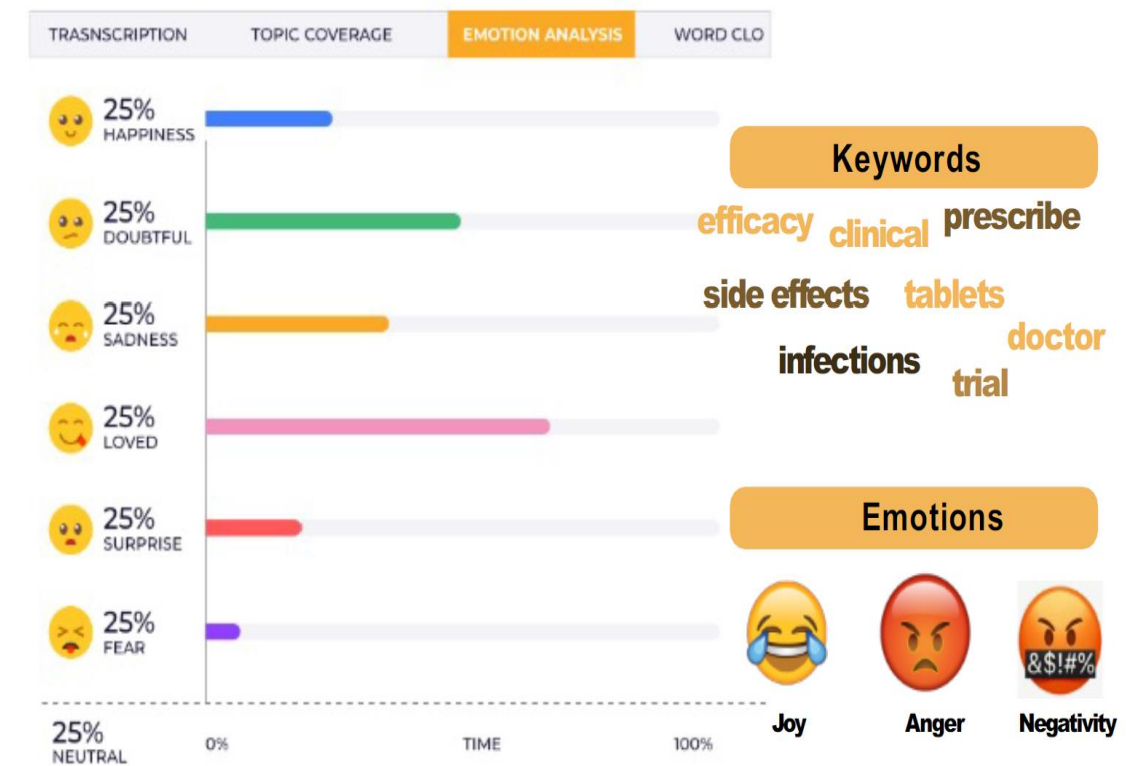 TRASNSCRIPTION TOPIC COVERAGE EMOTION ANALYSIS WORD CLO
25%
HAPPINESS
25%
DOUBTFUL
25%
SADNESS
25%
LOVED
25%
SURPRISE
25%
FEAR
25%
NEUTRAL
0% TIME 100%
Keywords
efficacy clinical prescribe
side effects tablets
doctor
infections
trial
Emotions
&$!#%
Joy Anger Negativity